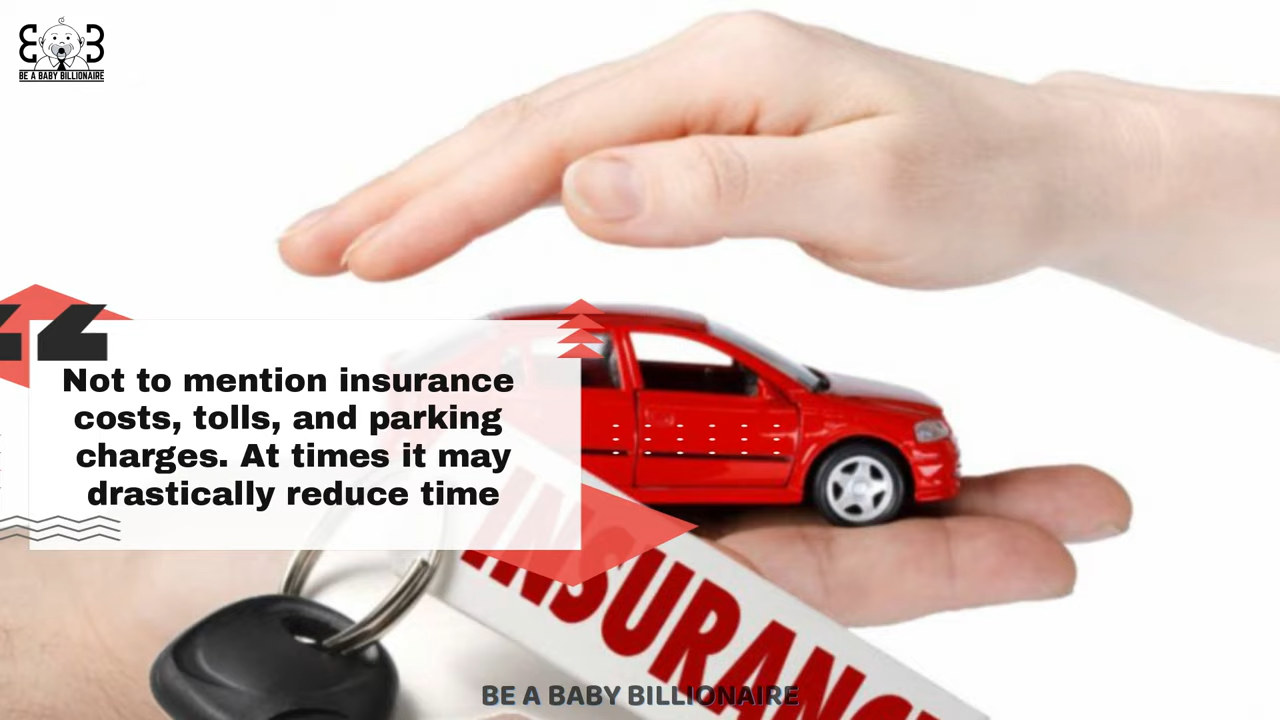 BE A BABY BILLIONAIRE
Not to mention insurance
costs, tolls, and parking
charges. At times it may
drastically reduce time
INSURANC
BE A BABY BILLIONAIRE